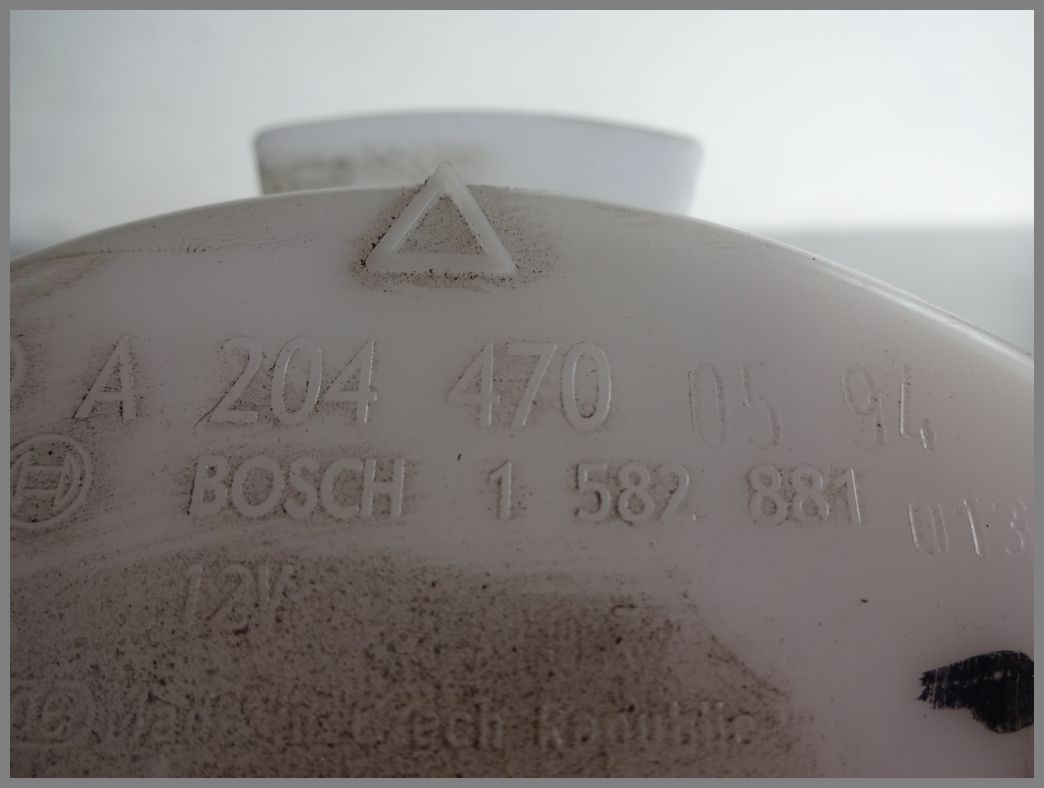 A 204 470 05 94
BOSCH 1 582 881 013
12V
Made in Czech Republic